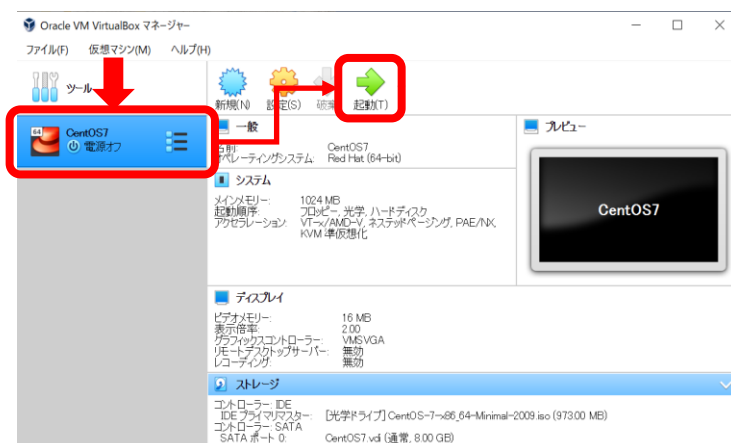 Oracle VM VirtualBox マネージャー
ファイル(F) 仮想マシン(M) ヘルプ(H)
ツール
新規(N) 設定(S) 破棄 起動(T)
64
CentOS7
電源オフ
一般
名前: CentOS7
オペレーティングシステム: Red Hat (64-bit)
プレビュー
CentOS7
システム
メインメモリー: 1024 MB
起動順序: フロッピー, 光学, ハードディスク
アクセラレーション: VT-x/AMD-V, ネステッドページング, PAE/NX,
KVM 準仮想化
ディスプレイ
ビデオメモリー: 16 MB
表示倍率: 2.00
グラフィックスコントローラー: VMSVGA
リモートデスクトップサーバー: 無効
レコーディング: 無効
ストレージ
コントローラー: IDE
IDE プライマリマスター: [光学ドライブ] CentOS-7-x86_64-Minimal-2009.iso (973.00 MB)
コントローラー: SATA
SATA ポート 0: CentOS7.vdi (通常, 8.00 GB)